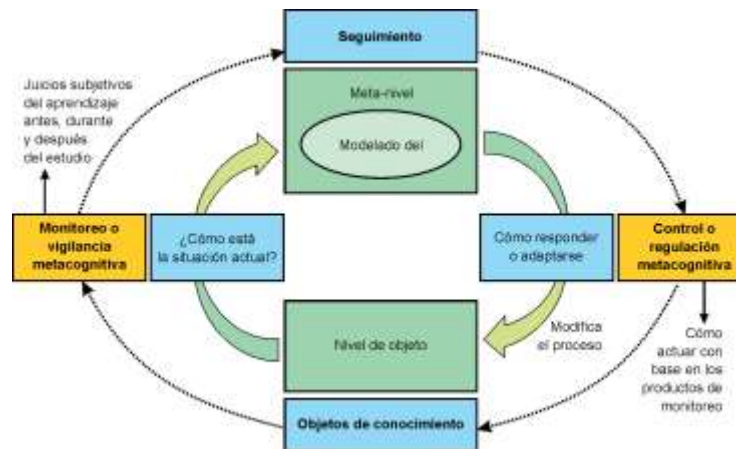 Seguimiento
Meta-nivel
Modelado del
Juicios subjetivos
del aprendizaje
antes, durante
y después
del estudio
Monitoreo o
vigilancia
metacognitiva
¿Cómo está
la situación actual?
Cómo responder
o adaptarse
Control o
regulación
metacognitiva
Modifica
el proceso
Nivel de objeto
Cómo
actuar con
base en los
productos de
monitoreo
Objetos de conocimiento